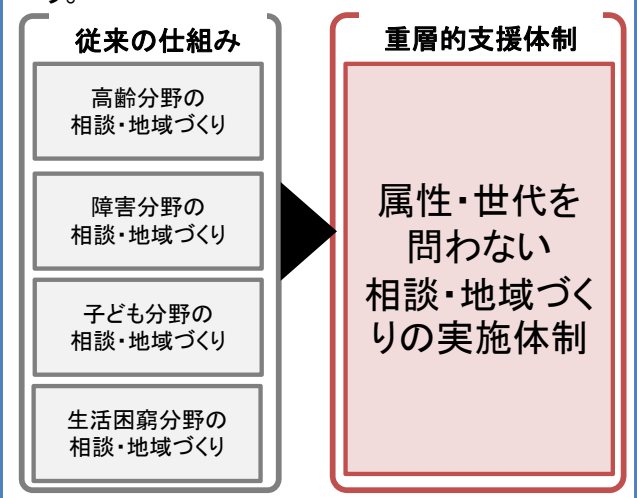 う。
従来の仕組み
高齢分野の
相談・地域づくり
障害分野の
相談・地域づくり
子ども分野の
相談・地域づくり
生活困窮分野の
相談・地域づくり
重層的支援体制
属性・世代を
問わない
相談・地域づく
りの実施体制